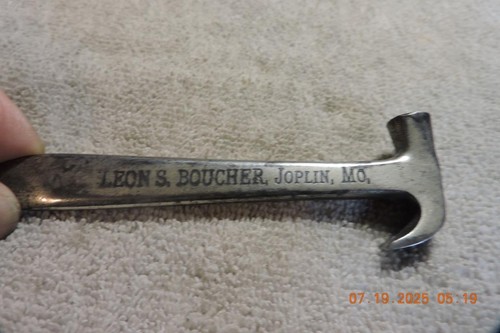 LEON S. BOUCHER, JOPLIN, MO.
07.19.2025 05.19